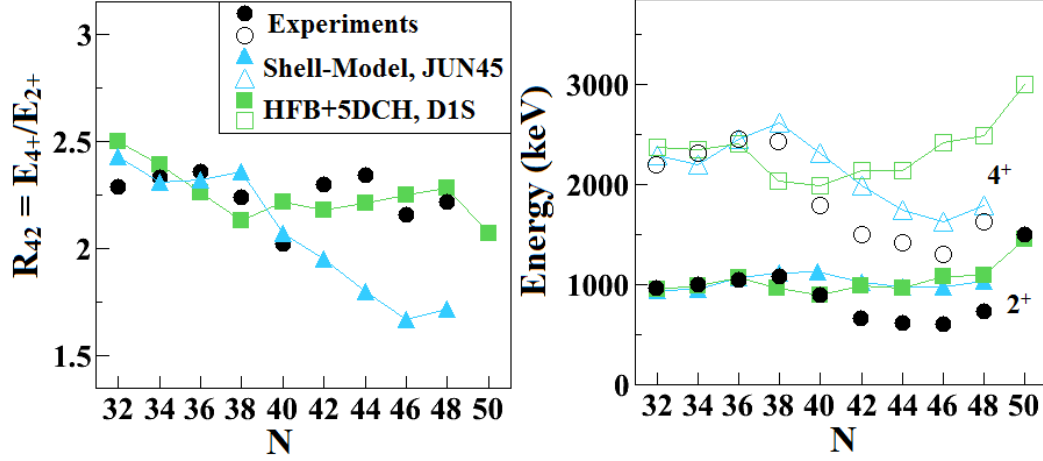 Experiments
Shell-Model, JUN45
HFB+5DCH, D1S
R42 = E4+/E2+
3
2.5
2
1.5
32 34 36 38 40 42 44 46 48 50
N
Energy (keV)
3000
2000
1000
0
4+
2+
32 34 36 38 40 42 44 46 48 50
N